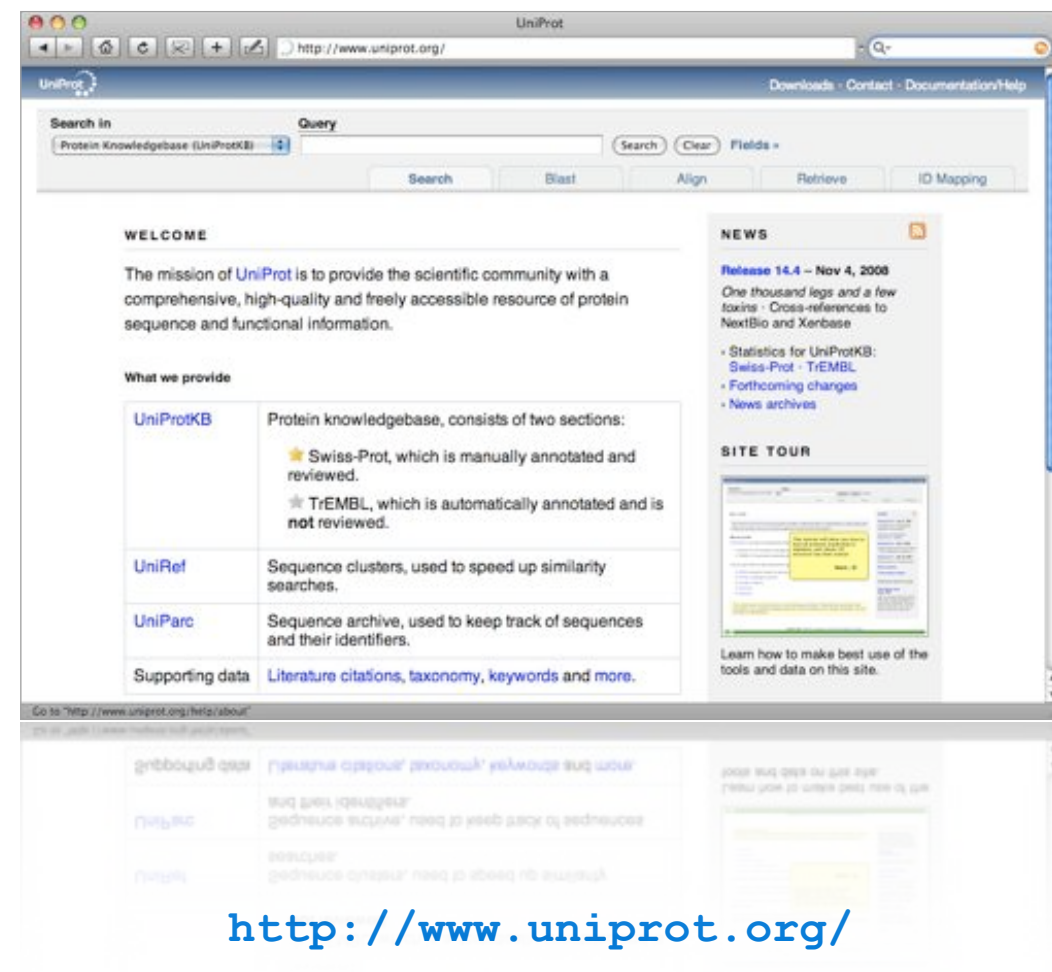 UniProt
http://www.uniprot.org/
Q-
UniProt
Downloads · Contact · Documentation/Help
Search in
Query
Protein Knowledgebase (UniProtKB)
Search
Clear
Fields »
Search
Blast
Align
Retrieve
ID Mapping
WELCOME
The mission of UniProt is to provide the scientific community with a
comprehensive, high-quality and freely accessible resource of protein
sequence and functional information.
What we provide
UniProtKB
Protein knowledgebase, consists of two sections:
Swiss-Prot, which is manually annotated and
reviewed.
TrEMBL, which is automatically annotated and is
not reviewed.
UniRef
Sequence clusters, used to speed up similarity
searches.
UniParc
Sequence archive, used to keep track of sequences
and their identifiers.
Supporting data
Literature citations, taxonomy, keywords and more.
NEWS
Release 14.4 – Nov 4, 2008
One thousand legs and a few
toxins · Cross-references to
NextBio and Xenbase
· Statistics for UniProtKB:
Swiss-Prot · TrEMBL
· Forthcoming changes
· News archives
SITE TOUR
Learn how to make best use of the
tools and data on this site.
Go to "http://www.uniprot.org/help/about"
http://www.uniprot.org/